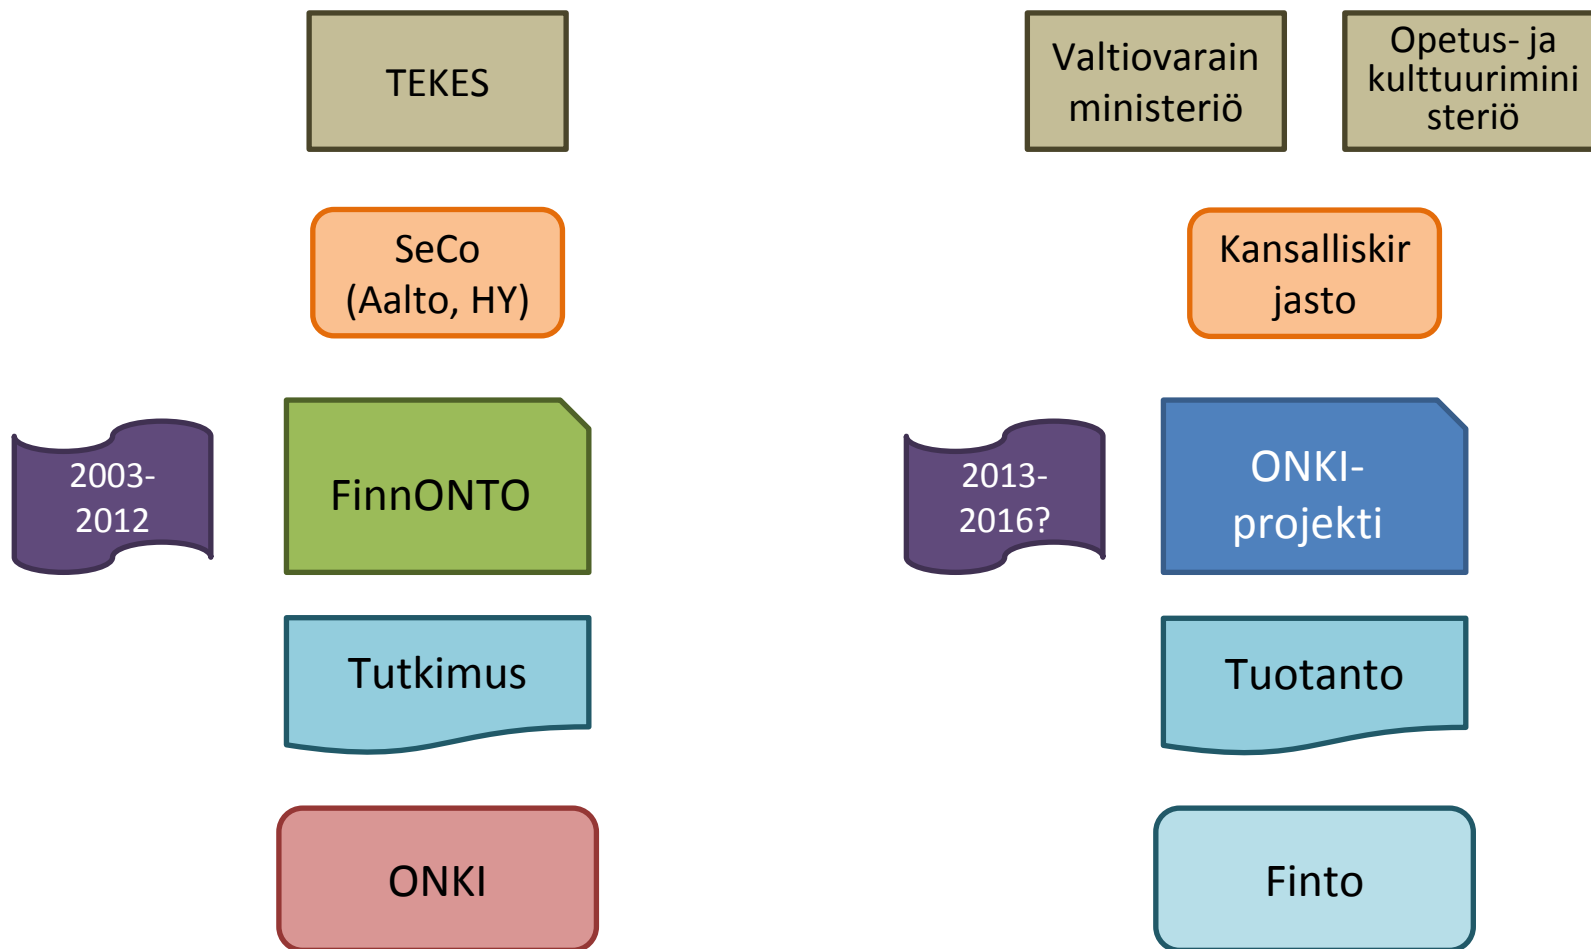 TEKES
Valtiovarain
ministeriö
Opetus- ja
kulttuurimini
steriö
SeCo
(Aalto, HY)
Kansalliskir
jasto
2003-
2012
FinnONTO
2013-
2016?
ONKI-
projekti
Tutkimus
Tuotanto
ONKI
Finto